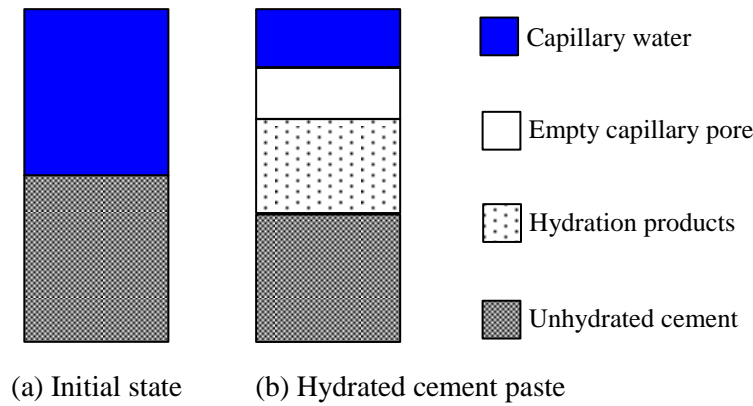 Capillary water
Empty capillary pore
Hydration products
Unhydrated cement
(a) Initial state
(b) Hydrated cement paste